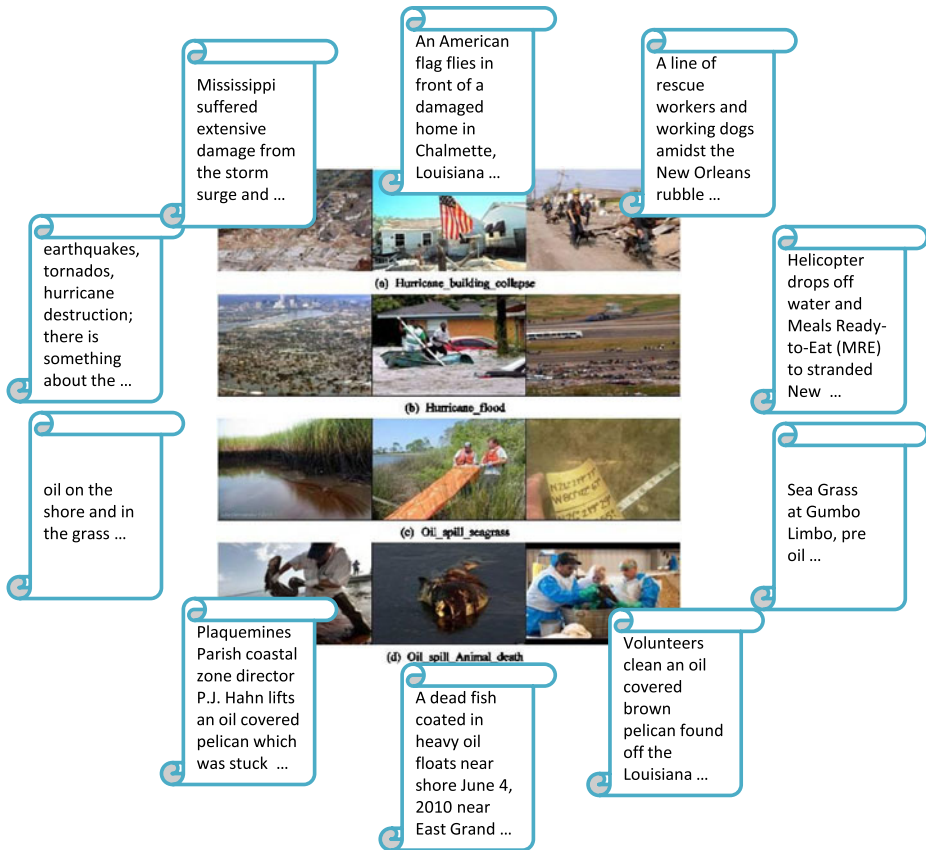 An American
flag flies in
front of a
damaged
home in
Chalmette,
Louisiana …
Mississippi
suffered
extensive
damage from
the storm
surge and …
A line of
rescue
workers and
working dogs
amidst the
New Orleans
rubble …
earthquakes,
tornados,
hurricane
destruction;
there is
something
about the …
Helicopter
drops off
water and
Meals Ready-
to-Eat (MRE)
to stranded
New …
(a) Hurricane_building_collapse
(b) Hurricane_flood
oil on the
shore and in
the grass …
Sea Grass
at Gumbo
Limbo, pre
oil …
(c) Oil_spill_seagrass
(d) Oil_spill_Animal_death
Plaquemines
Parish coastal
zone director
P.J. Hahn lifts
an oil covered
pelican which
was stuck …
A dead fish
coated in
heavy oil
floats near
shore June 4,
2010 near
East Grand …
Volunteers
clean an oil
covered
brown
pelican found
off the
Louisiana …